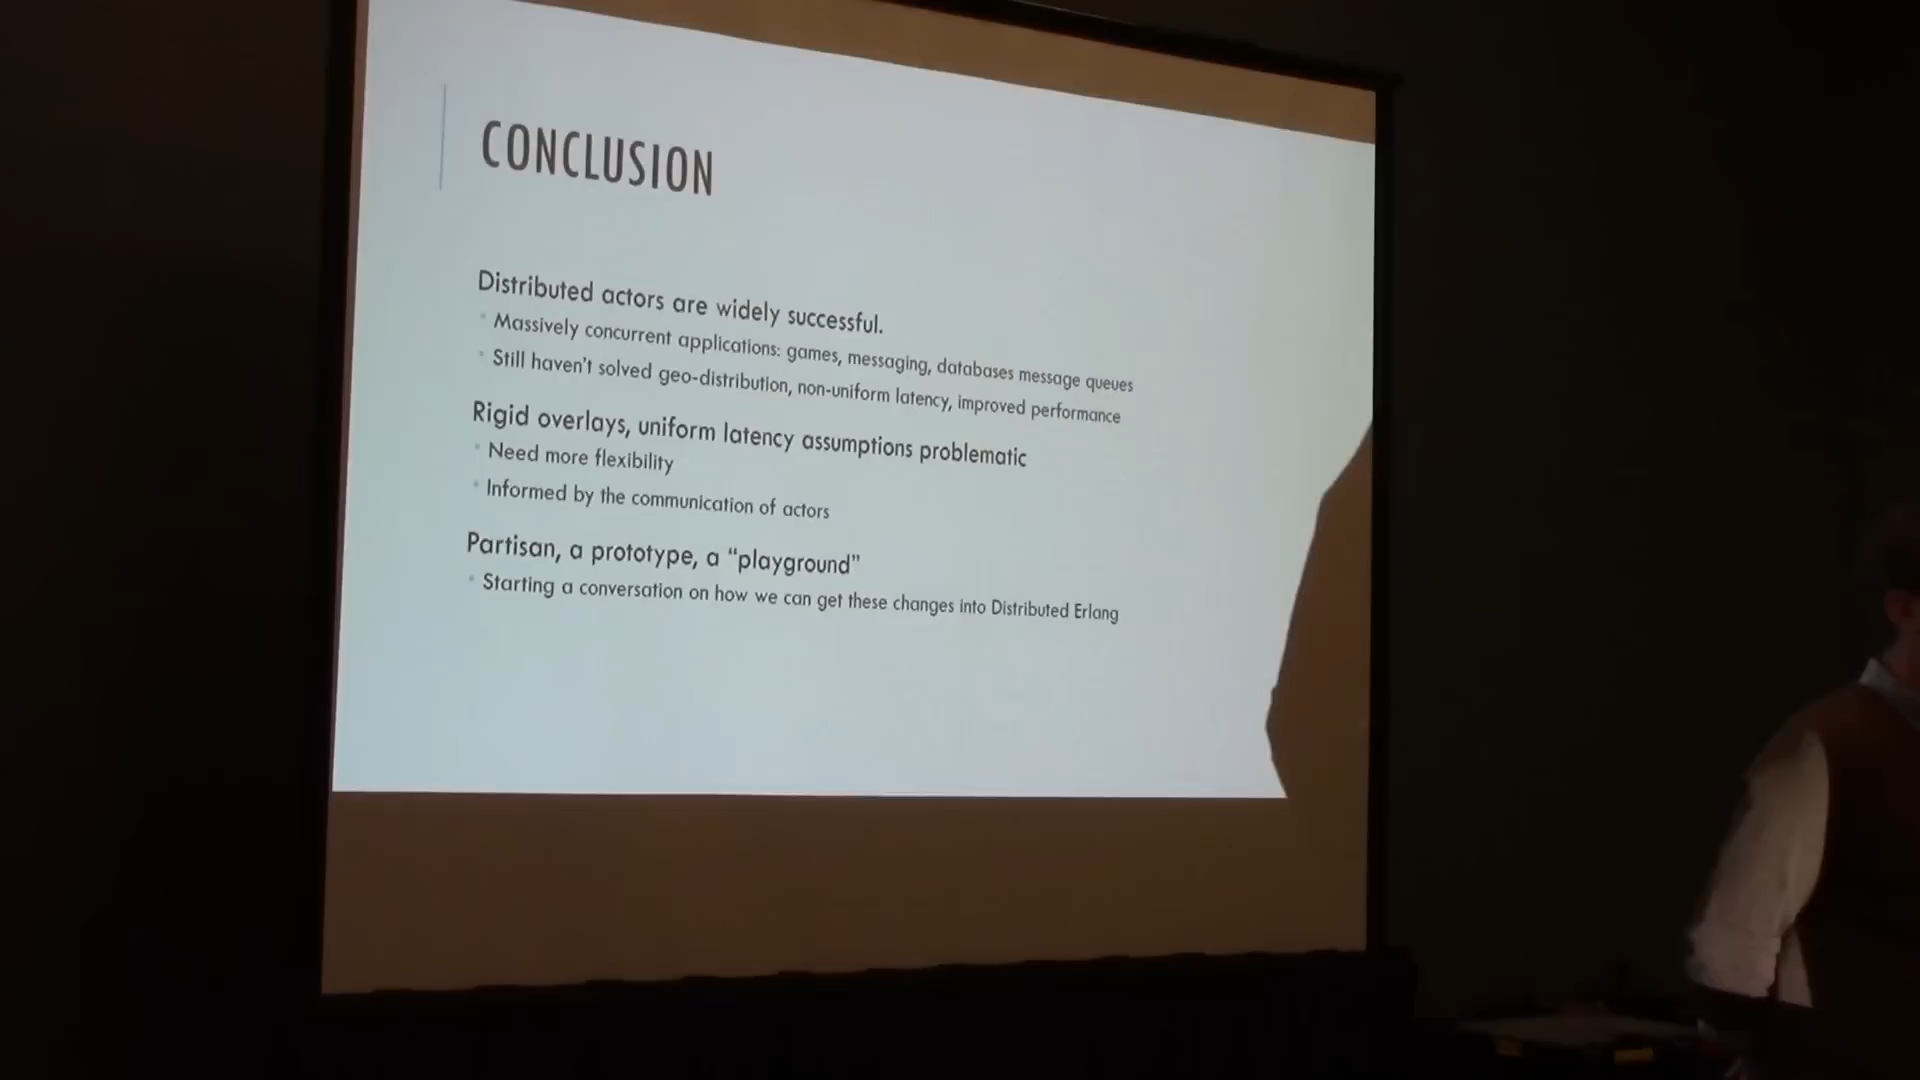 CONCLUSION
Distributed actors are widely successful.
Massively concurrent applications: games, messaging, databases message queues
Still haven't solved geo-distribution, non-uniform latency, improved performance
Rigid overlays, uniform latency assumptions problematic
Need more flexibility
Informed by the communication of actors
Partisan, a prototype, a “playground”
Starting a conversation on how we can get these changes into Distributed Erlang